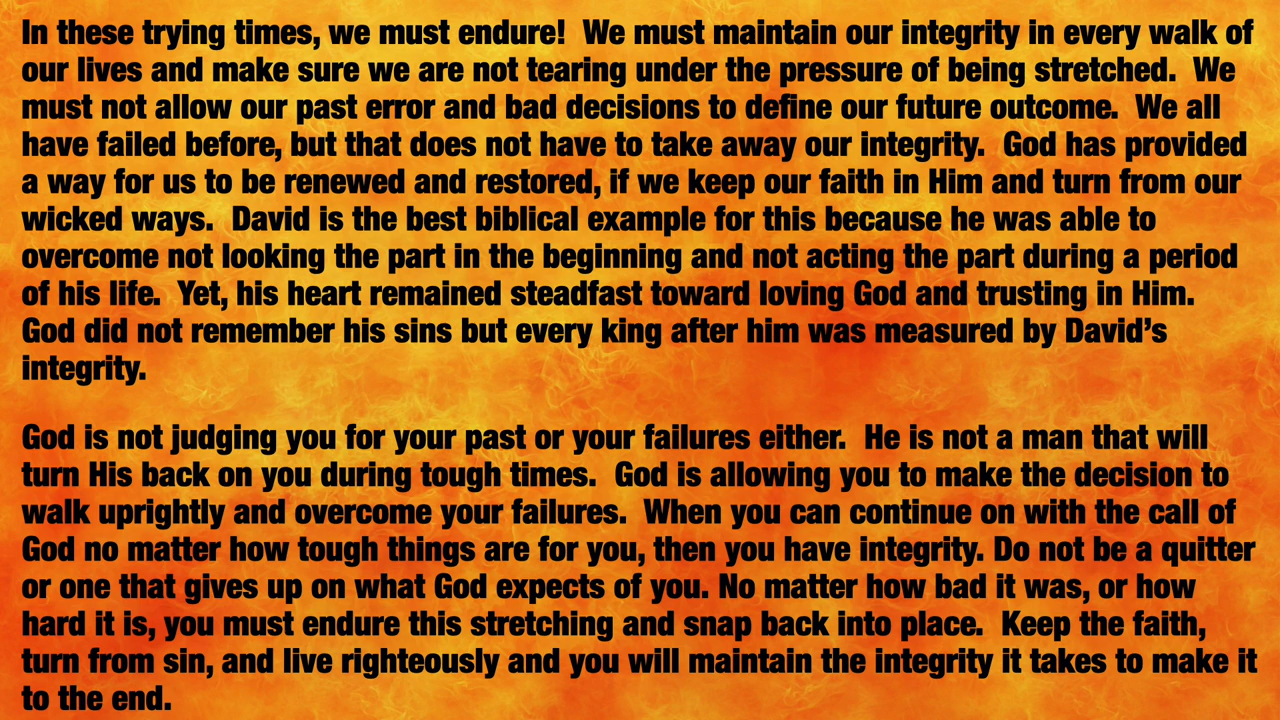 In these trying times, we must endure!  We must maintain our integrity in every walk of
our lives and make sure we are not tearing under the pressure of being stretched.  We
must not allow our past error and bad decisions to define our future outcome.  We all
have failed before, but that does not have to take away our integrity.  God has provided
a way for us to be renewed and restored, if we keep our faith in Him and turn from our
wicked ways.  David is the best biblical example for this because he was able to
overcome not looking the part in the beginning and not acting the part during a period
of his life.  Yet, his heart remained steadfast toward loving God and trusting in Him.
God did not remember his sins but every king after him was measured by David’s
integrity.

God is not judging you for your past or your failures either.  He is not a man that will
turn His back on you during tough times.  God is allowing you to make the decision to
walk uprightly and overcome your failures.  When you can continue on with the call of
God no matter how tough things are for you, then you have integrity. Do not be a quitter
or one that gives up on what God expects of you. No matter how bad it was, or how
hard it is, you must endure this stretching and snap back into place.  Keep the faith,
turn from sin, and live righteously and you will maintain the integrity it takes to make it
to the end.